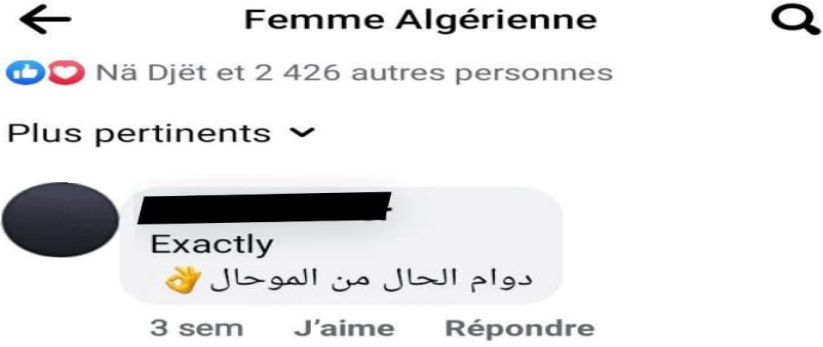 Femme Algérienne
Nä Djët et 2 426 autres personnes
Plus pertinents
Exactly
دوام الحال من الموحال👌
3 sem J'aime Répondre